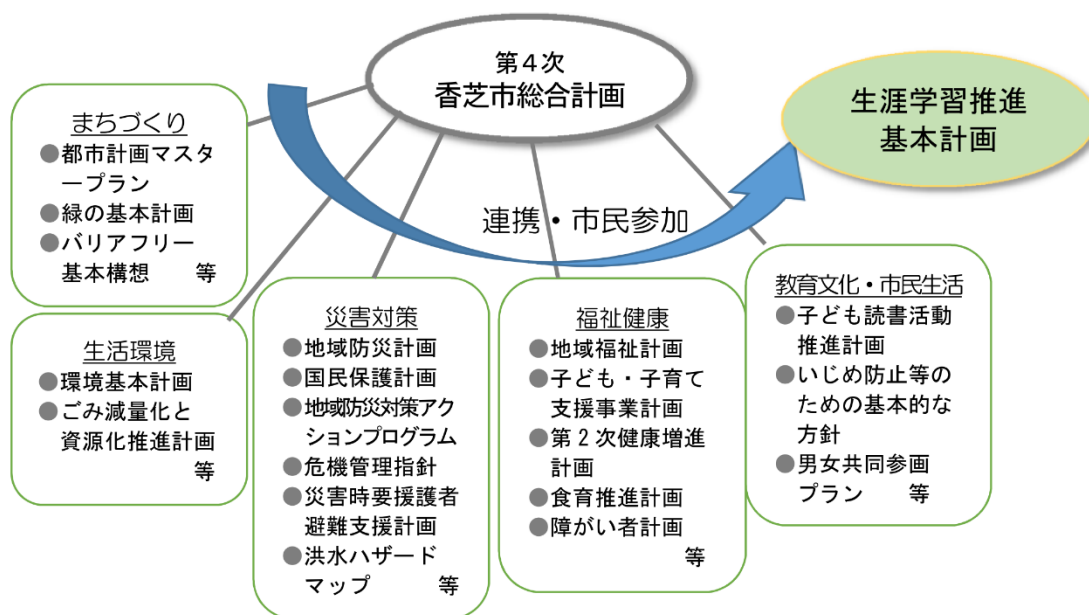 第４次
香芝市総合計画
生涯学習推進
基本計画
連携・市民参加
まちづくり
●都市計画マスタ
ープラン
●緑の基本計画
●バリアフリー
基本構想　等
生活環境
●環境基本計画
●ごみ減量化と
資源化推進計画
等
災害対策
●地域防災計画
●国民保護計画
●地域防災対策アク
ションプログラム
●危機管理指針
●災害時要援護者
避難支援計画
●洪水ハザード
マップ　等
福祉健康
●地域福祉計画
●子ども・子育て
支援事業計画
●第２次健康増進
計画
●食育推進計画
●障がい者計画
等
教育文化・市民生活
●子ども読書活動
推進計画
●いじめ防止等の
ための基本的な
方針
●男女共同参画
プラン　等